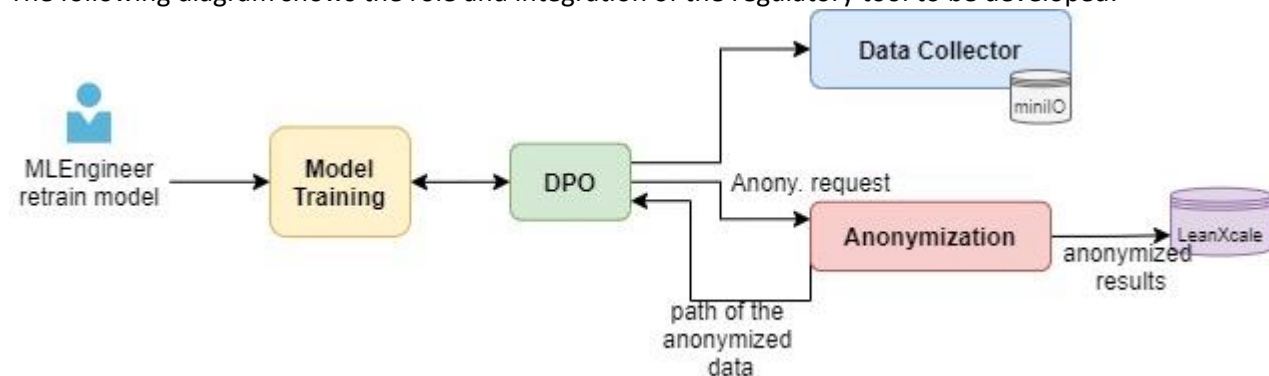 The following diagram shows the role and integration of the regulatory tool to be developed.
Data Collector
miniIO
MLEngineer
retrain model
Model
Training
DPO
Anony. request
Anonymization
LeanXcale
anonymized
results
path of the
anonymized
data